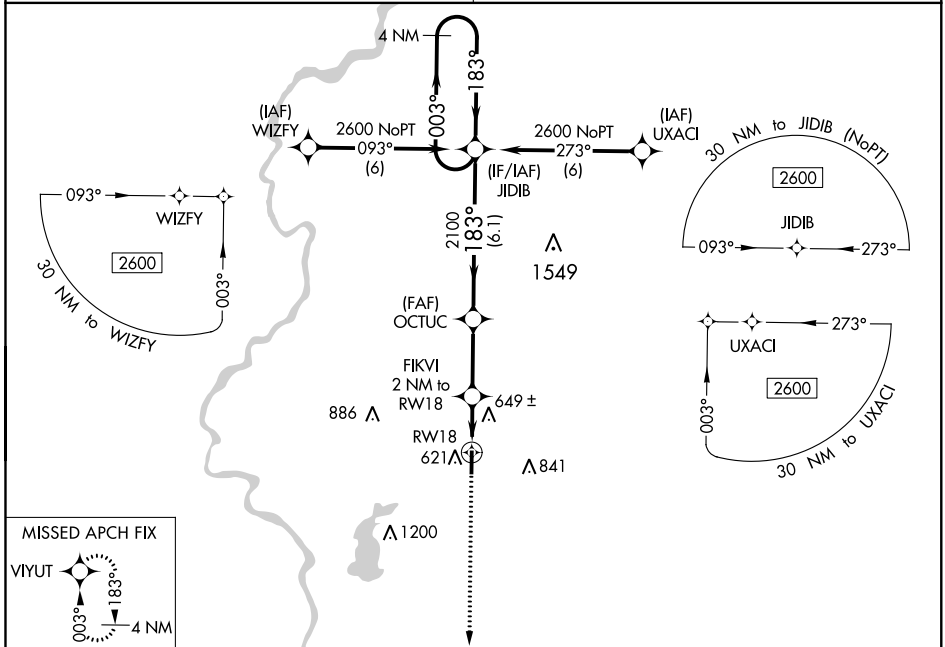 4 NM
183°
003°
(IAF)
WIZFY
2600 NoPT
093°
(6)
2600 NoPT
273°
(6)
(IAF)
UXACI
(IF/IAF)
JIDIB
30 NM to JIDIB (NoPT)
2600
JIDIB
093°
273°
093°
WIZFY
2600
003°
30 NM to WIZFY
2100
183°
(6.1)
1549
(FAF)
OCTUC
273°
UXACI
2600
003°
30 NM to UXACI
FIKVI
2 NM to
RW18
649 ±
886
RW18
621
841
1200
MISSED APCH FIX
VIYUT
183°
003°
4 NM